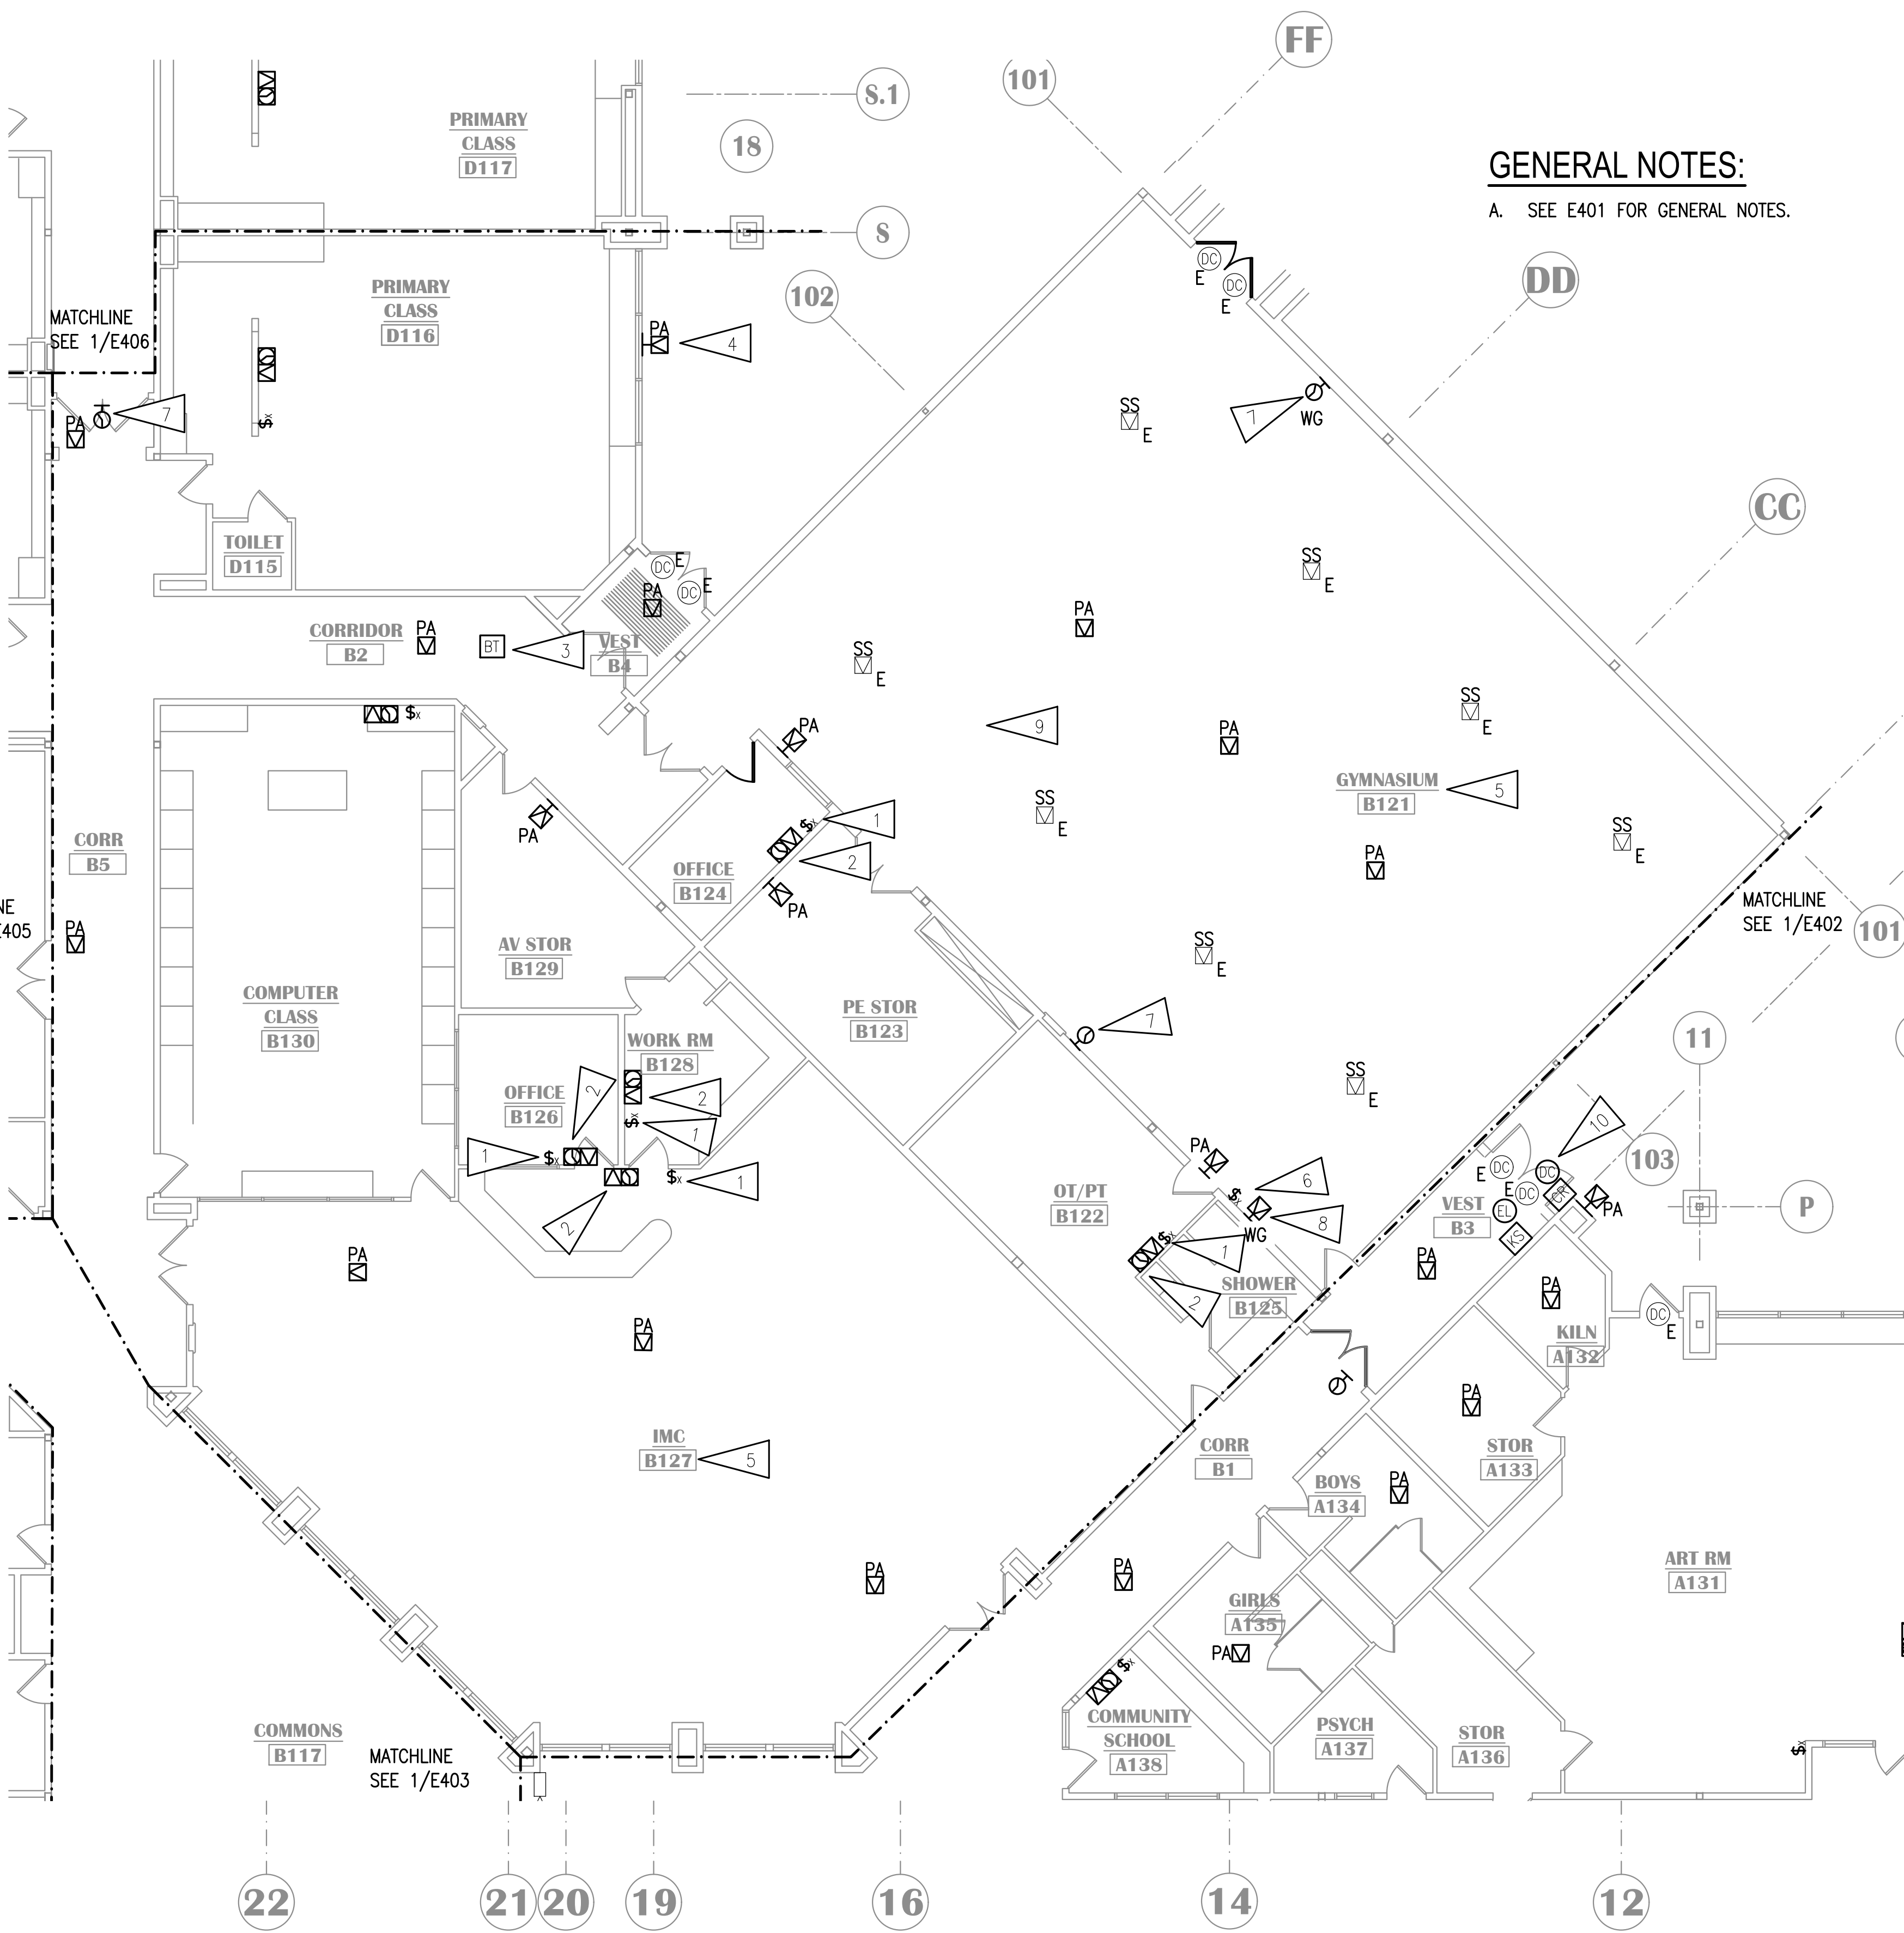 FF
101
S.1
PRIMARY
CLASS
D117
18
GENERAL NOTES:
A. SEE E401 FOR GENERAL NOTES.
S
DC
E
DC
E
DD
102
PRIMARY
CLASS
D116
MATCHLINE
SEE 1/E406
PA
4
7
PA
$x
SS
E
7
WG
CC
TOILET
D115
DC
E
DC
E
PA
SS
E
PA
CORRIDOR
B2
PA
BT
3
VEST
B4
SS
E
SS
E
9
PA
PA
$x
GYMNASIUM
B121
5
PA
SS
E
$x
1
2
SS
E
CORR
B5
OFFICE
B124
PA
PA
MATCHLINE
SEE 1/E402
101
NE
E405
PA
AV STOR
B129
SS
E
COMPUTER
CLASS
B130
PE STOR
B123
7
11
WORK RM
B128
OFFICE
B126
2
2
$x
1
SS
E
10
103
1
$x
$x
1
2
PA
OT/PT
B122
$x
6
8
WG
E
DC
DC
E
DC
CR
PA
EL
KS
VEST
B3
P
PA
$x
1
2
PA
SHOWER
B125
PA
PA
KILN
A132
DC
E
PA
IMC
B127
5
CORR
B1
STOR
A133
BOYS
A134
PA
PA
PA
ART RM
A131
GIRLS
A135
PA
$x
COMMUNITY
SCHOOL
A138
PSYCH
A137
STOR
A136
$x
COMMONS
B117
MATCHLINE
SEE 1/E403
22
21
20
19
16
14
12